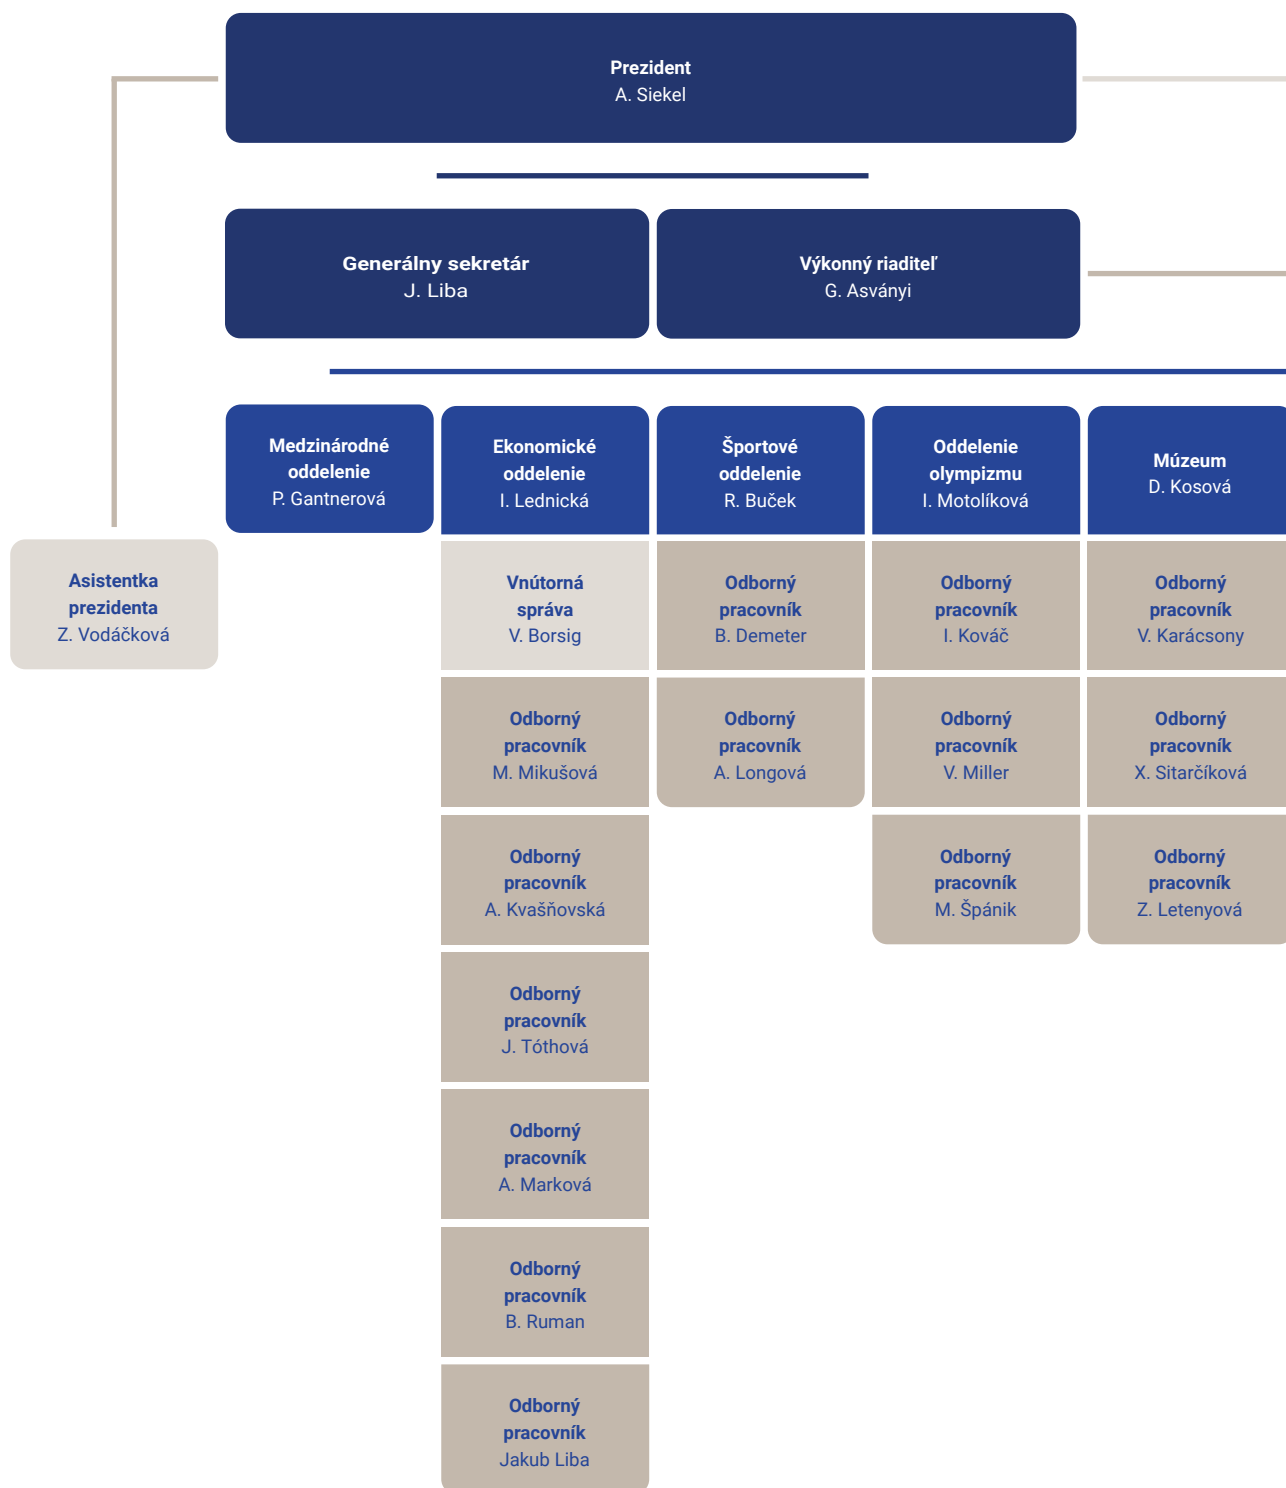 Prezident
A. Siekel
Generálny sekretár
J. Liba
Výkonný riaditeľ
G. Asványi
Medzinárodné
oddelenie
P. Gantnerová
Ekonomické
oddelenie
I. Lednická
Športové
oddelenie
R. Buček
Oddelenie
olympizmu
I. Motolíková
Múzeum
D. Kosová
Asistentka
prezidenta
Z. Vodáčková
Vnútorná
správa
V. Borsig
Odborný
pracovník
B. Demeter
Odborný
pracovník
I. Kováč
Odborný
pracovník
V. Karácsony
Odborný
pracovník
M. Mikušová
Odborný
pracovník
A. Longová
Odborný
pracovník
V. Miller
Odborný
pracovník
X. Sitarčíková
Odborný
pracovník
A. Kvašňovská
Odborný
pracovník
M. Špánik
Odborný
pracovník
Z. Letenyová
Odborný
pracovník
J. Tóthová
Odborný
pracovník
A. Marková
Odborný
pracovník
B. Ruman
Odborný
pracovník
Jakub Liba